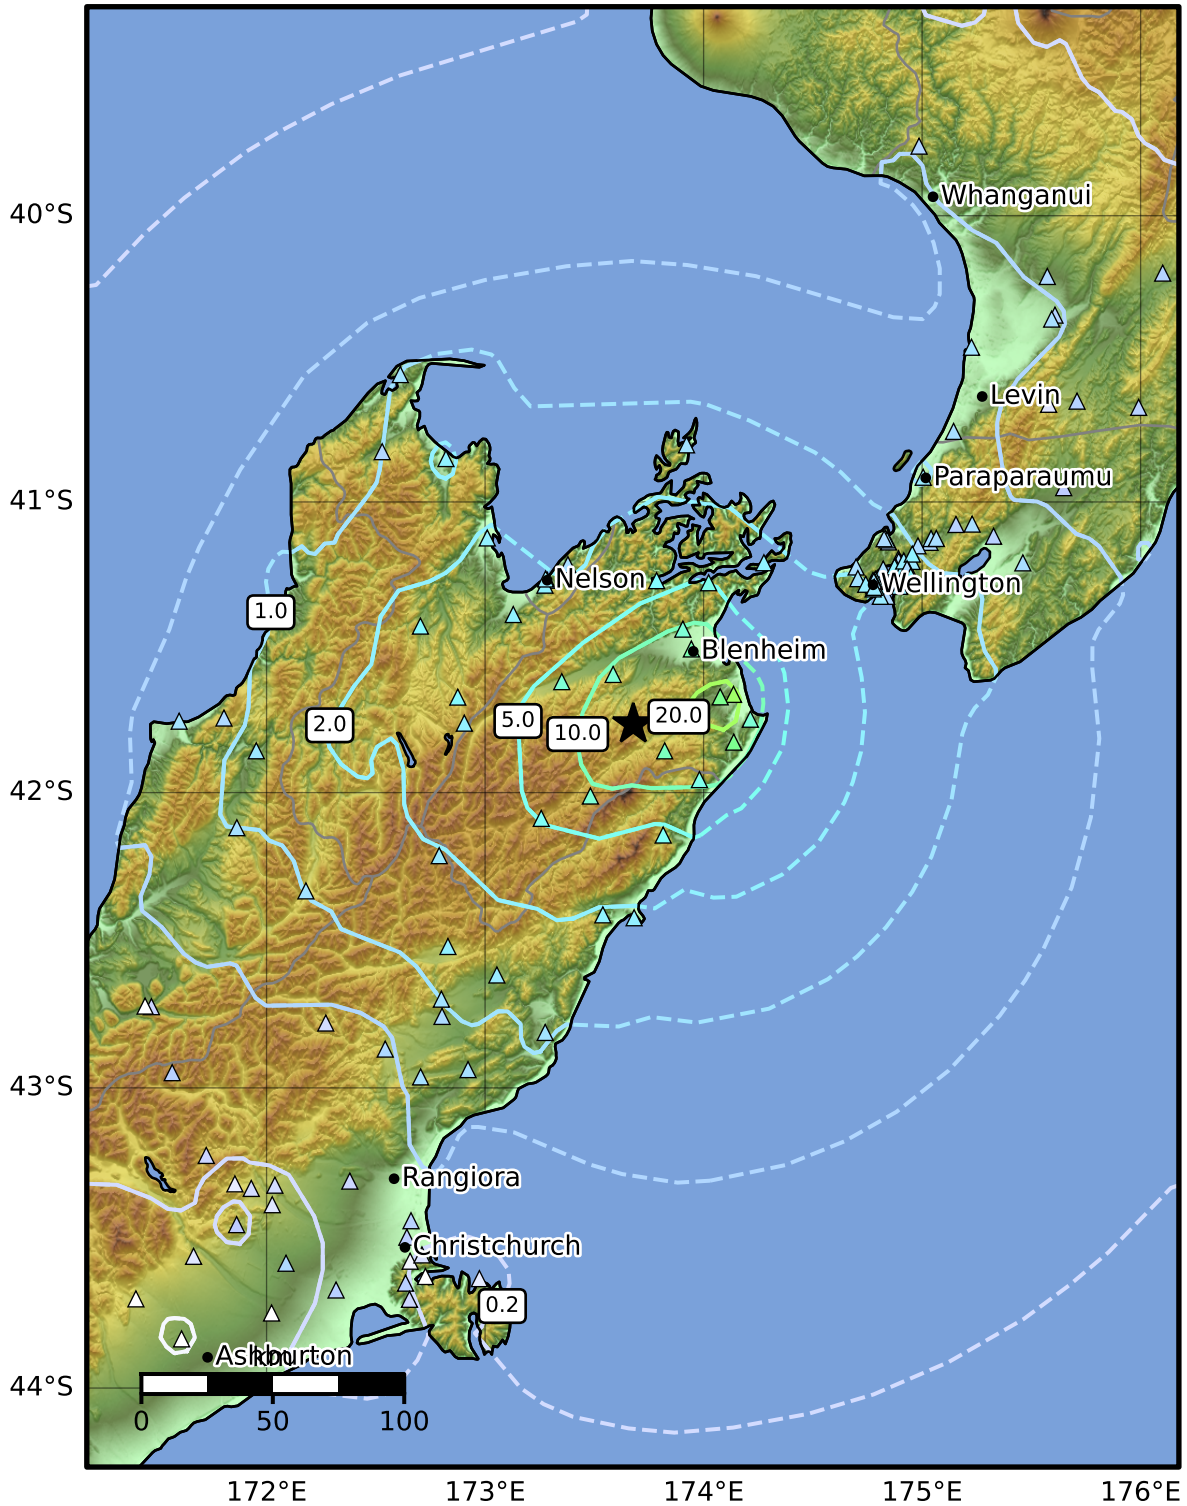 40°S
41°S
42°S
43°S
44°S
Whanganui
Levin
Paraparaumu
Nelson
Wellington
1.0
Blenheim
2.0
5.0
10.0
20.0
Rangiora
Christchurch
0.2
Ashburton
km
0
50
100
172°E
173°E
174°E
175°E
176°E